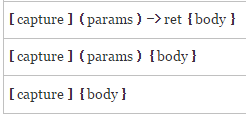 [ capture ] ( params ) -> ret { body }
[ capture ] ( params ) { body }
[ capture ] { body }